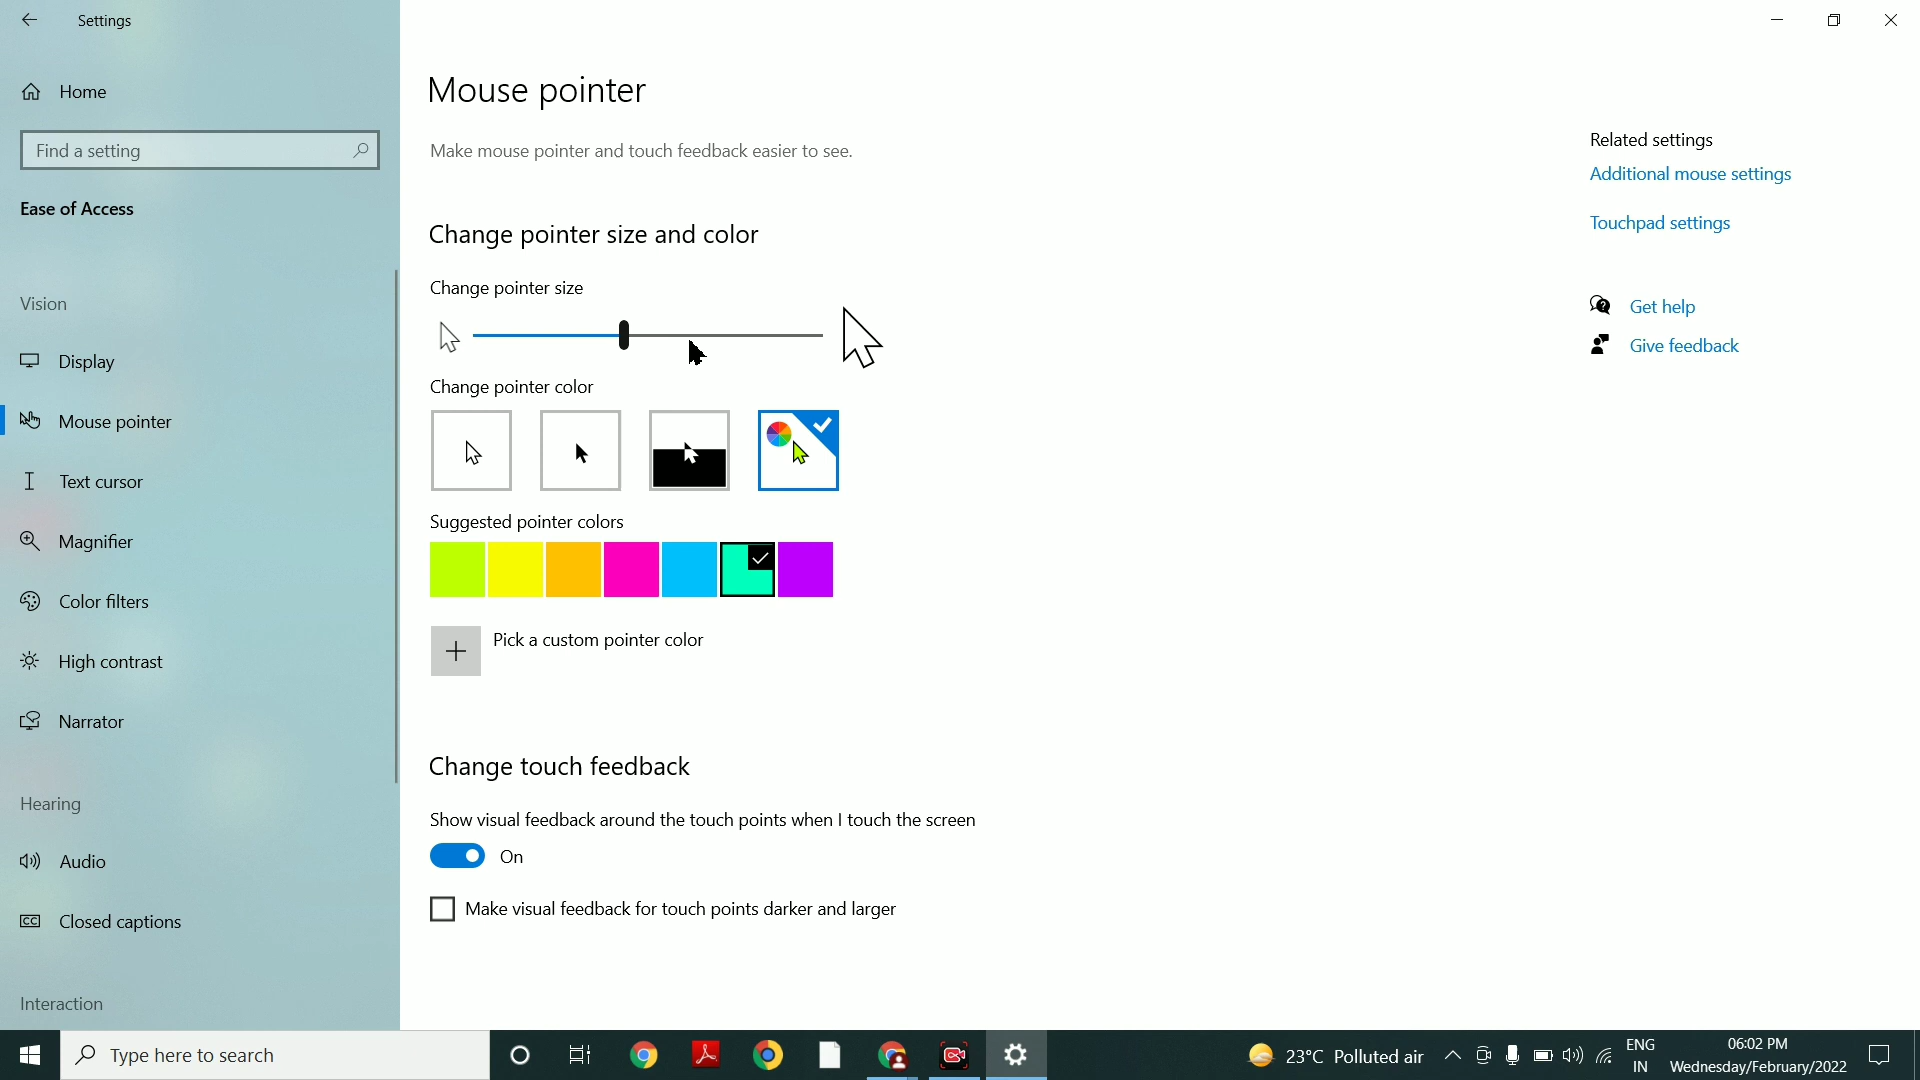 Settings
Home
Find a setting
Ease of Access
Vision
Display
Mouse pointer
Text cursor
Magnifier
Color filters
High contrast
Narrator
Hearing
Audio
CC Closed captions
Interaction
Mouse pointer
Make mouse pointer and touch feedback easier to see.
Change pointer size and color
Change pointer size
Change pointer color
Suggested pointer colors
Pick a custom pointer color
Change touch feedback
Show visual feedback around the touch points when I touch the screen
On
Make visual feedback for touch points darker and larger
Related settings
Additional mouse settings
Touchpad settings
Get help
Give feedback
Type here to search
23°C Polluted air
ENG
IN
06:02 PM
Wednesday/February/2022